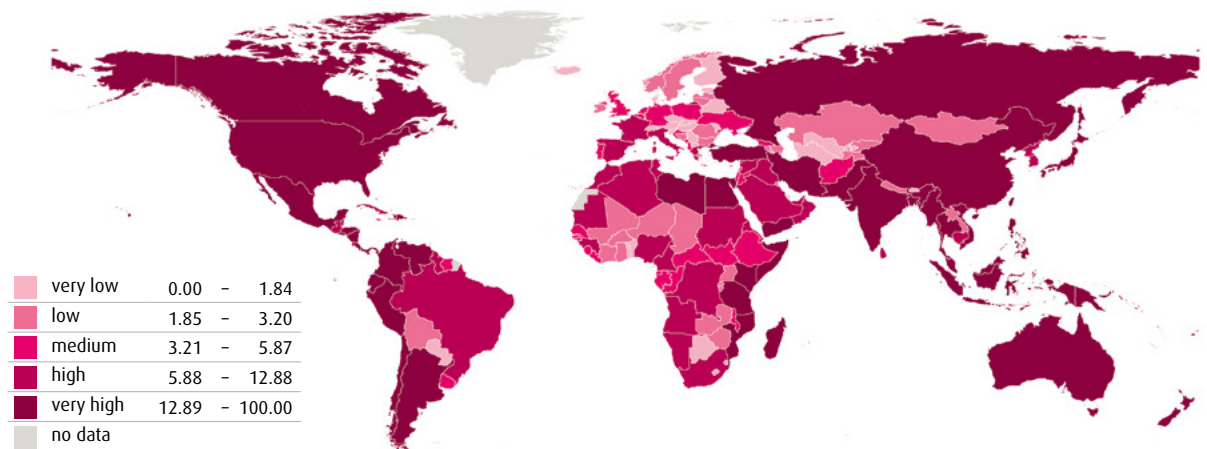 very low 0.00 – 1.84
low 1.85 – 3.20
medium 3.21 – 5.87
high 5.88 – 12.88
very high 12.89 – 100.00
no data